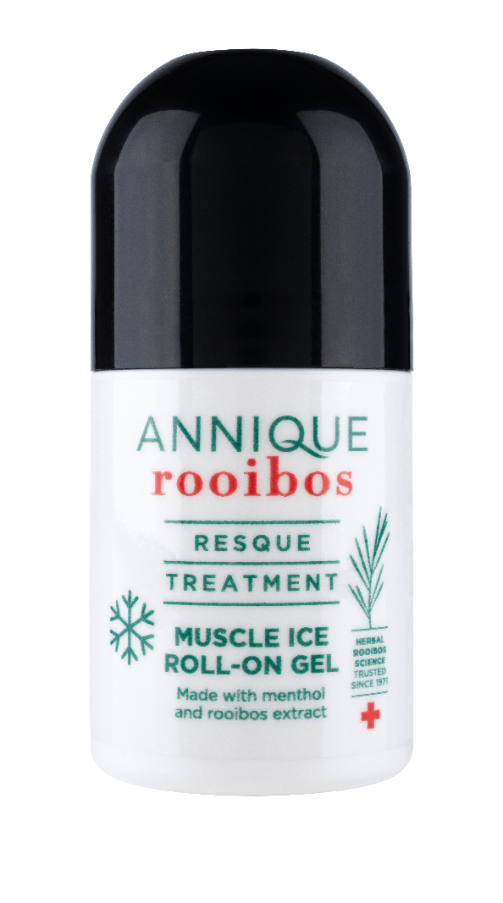 ANNIQUE
rooibos
RESQUE
TREATMENT
MUSCLE ICE
ROLL-ON GEL
Made with menthol
and rooibos extract
HERBAL
ROOIBOS
SCIENCE
TRUSTED
SINCE 1971